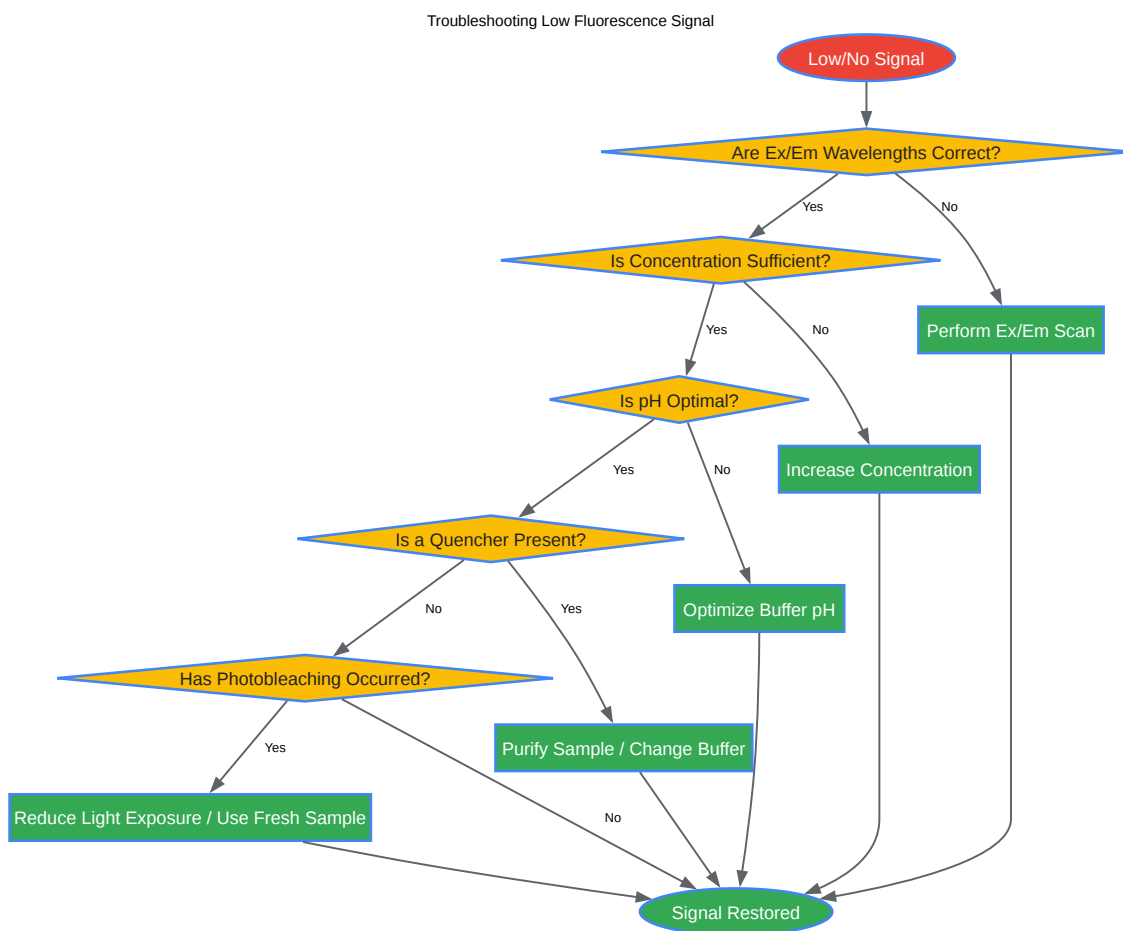 Troubleshooting Low Fluorescence Signal
Low/No Signal
Are Ex/Em Wavelengths Correct?
Yes
No
Is Concentration Sufficient?
Perform Ex/Em Scan
Yes
No
Is pH Optimal?
Increase Concentration
Yes
No
Is a Quencher Present?
Optimize Buffer pH
No
Yes
Has Photobleaching Occurred?
Purify Sample / Change Buffer
Yes
No
Reduce Light Exposure / Use Fresh Sample
Signal Restored